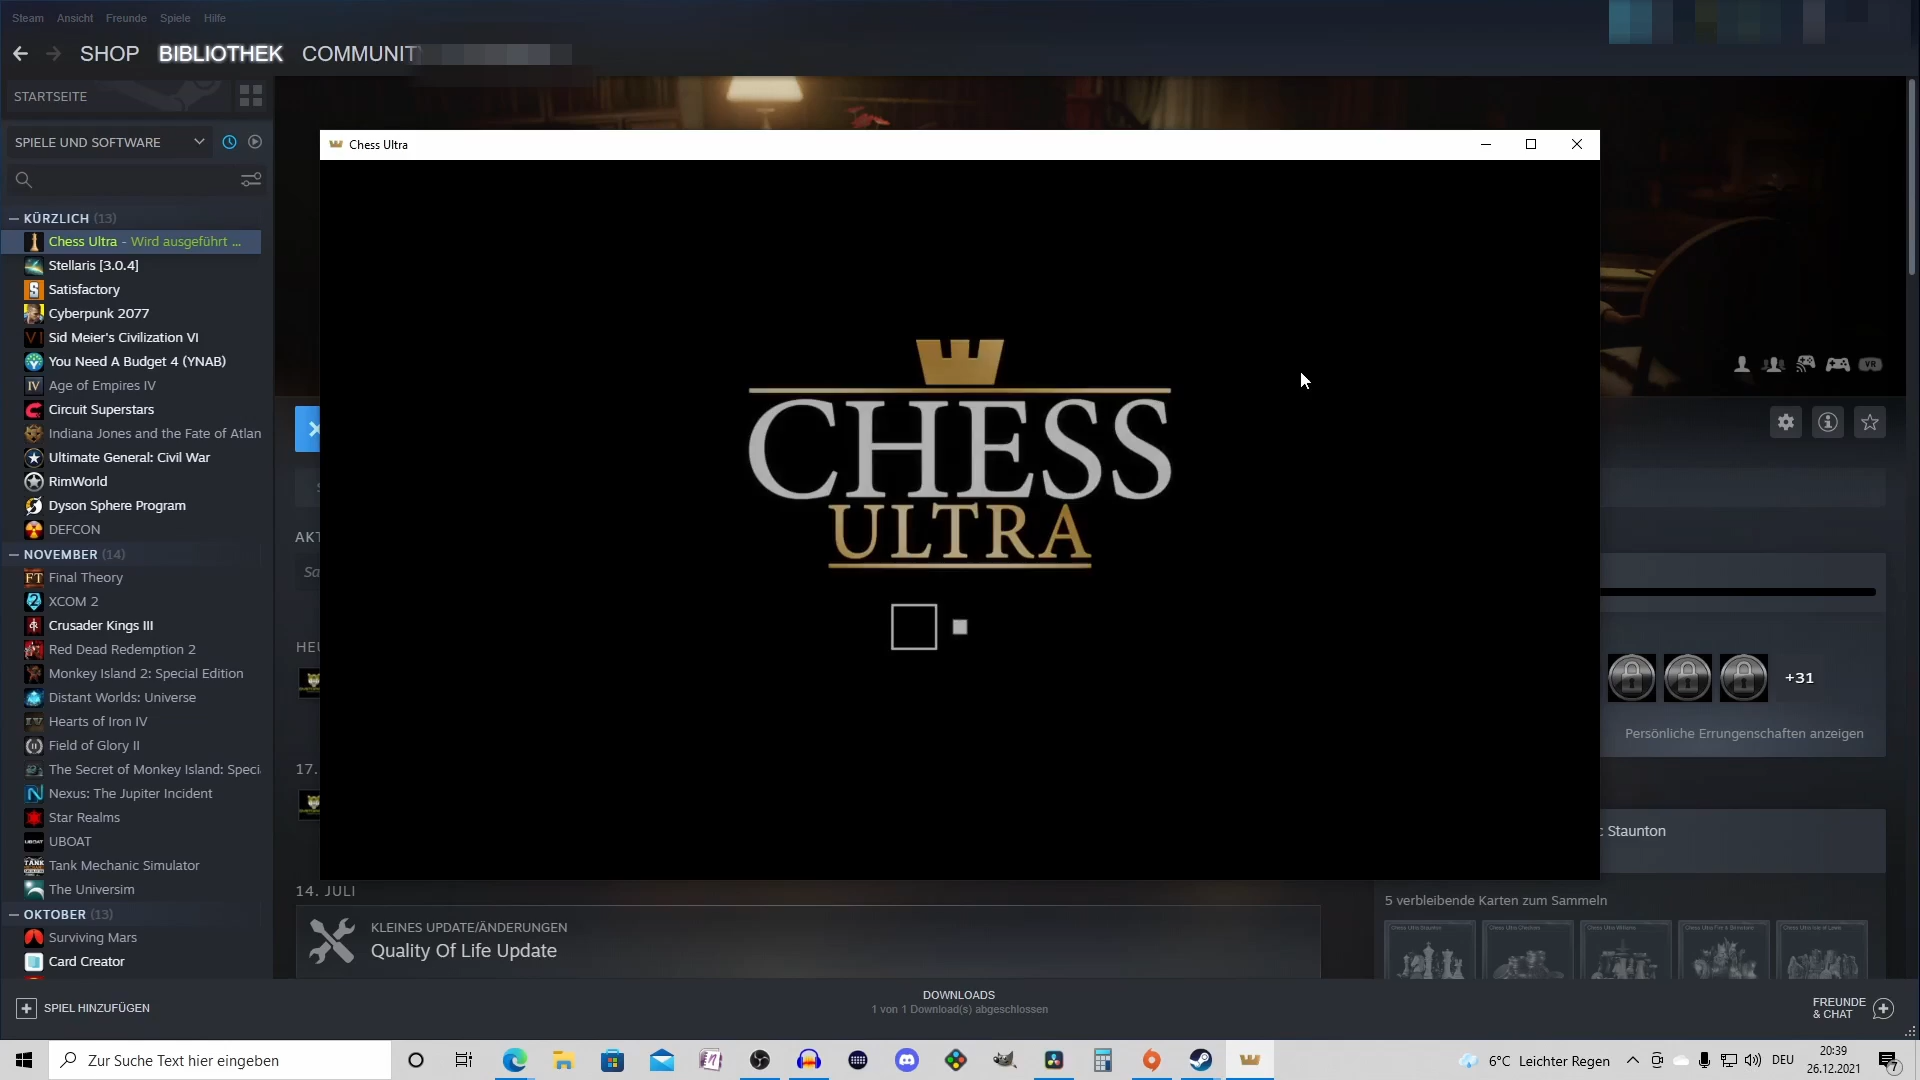 Steam Ansicht Freunde Spiele Hilfe
SHOP BIBLIOTHEK COMMUNITY
STARTSEITE
SPIELE UND SOFTWARE
KÜRZLICH (13)
Chess Ultra - Wird ausgeführt ...
Stellaris [3.0.4]
Satisfactory
Cyberpunk 2077
Sid Meier's Civilization VI
You Need A Budget 4 (YNAB)
Age of Empires IV
Circuit Superstars
Indiana Jones and the Fate of Atlan
Ultimate General: Civil War
RimWorld
Dyson Sphere Program
DEFCON
NOVEMBER (14)
Final Theory
XCOM 2
Crusader Kings III
Red Dead Redemption 2
Monkey Island 2: Special Edition
Distant Worlds: Universe
Hearts of Iron IV
Field of Glory II
The Secret of Monkey Island: Speci
Nexus: The Jupiter Incident
Star Realms
UBOAT
Tank Mechanic Simulator
The Universim
OKTOBER (13)
Surviving Mars
Card Creator
SPIEL HINZUFÜGEN
Chess Ultra
CHESS
ULTRA
VR
AKT
HEU
17.
14. JULI
KLEINES UPDATE/ÄNDERUNGEN
Quality Of Life Update
+31
Persönliche Errungenschaften anzeigen
Staunton
5 verbleibende Karten zum Sammeln
DOWNLOADS
1 von 1 Download(s) abgeschlossen
FREUNDE
& CHAT
Zur Suche Text hier eingeben
6°C Leichter Regen
DEU
20:39
26.12.2021
7